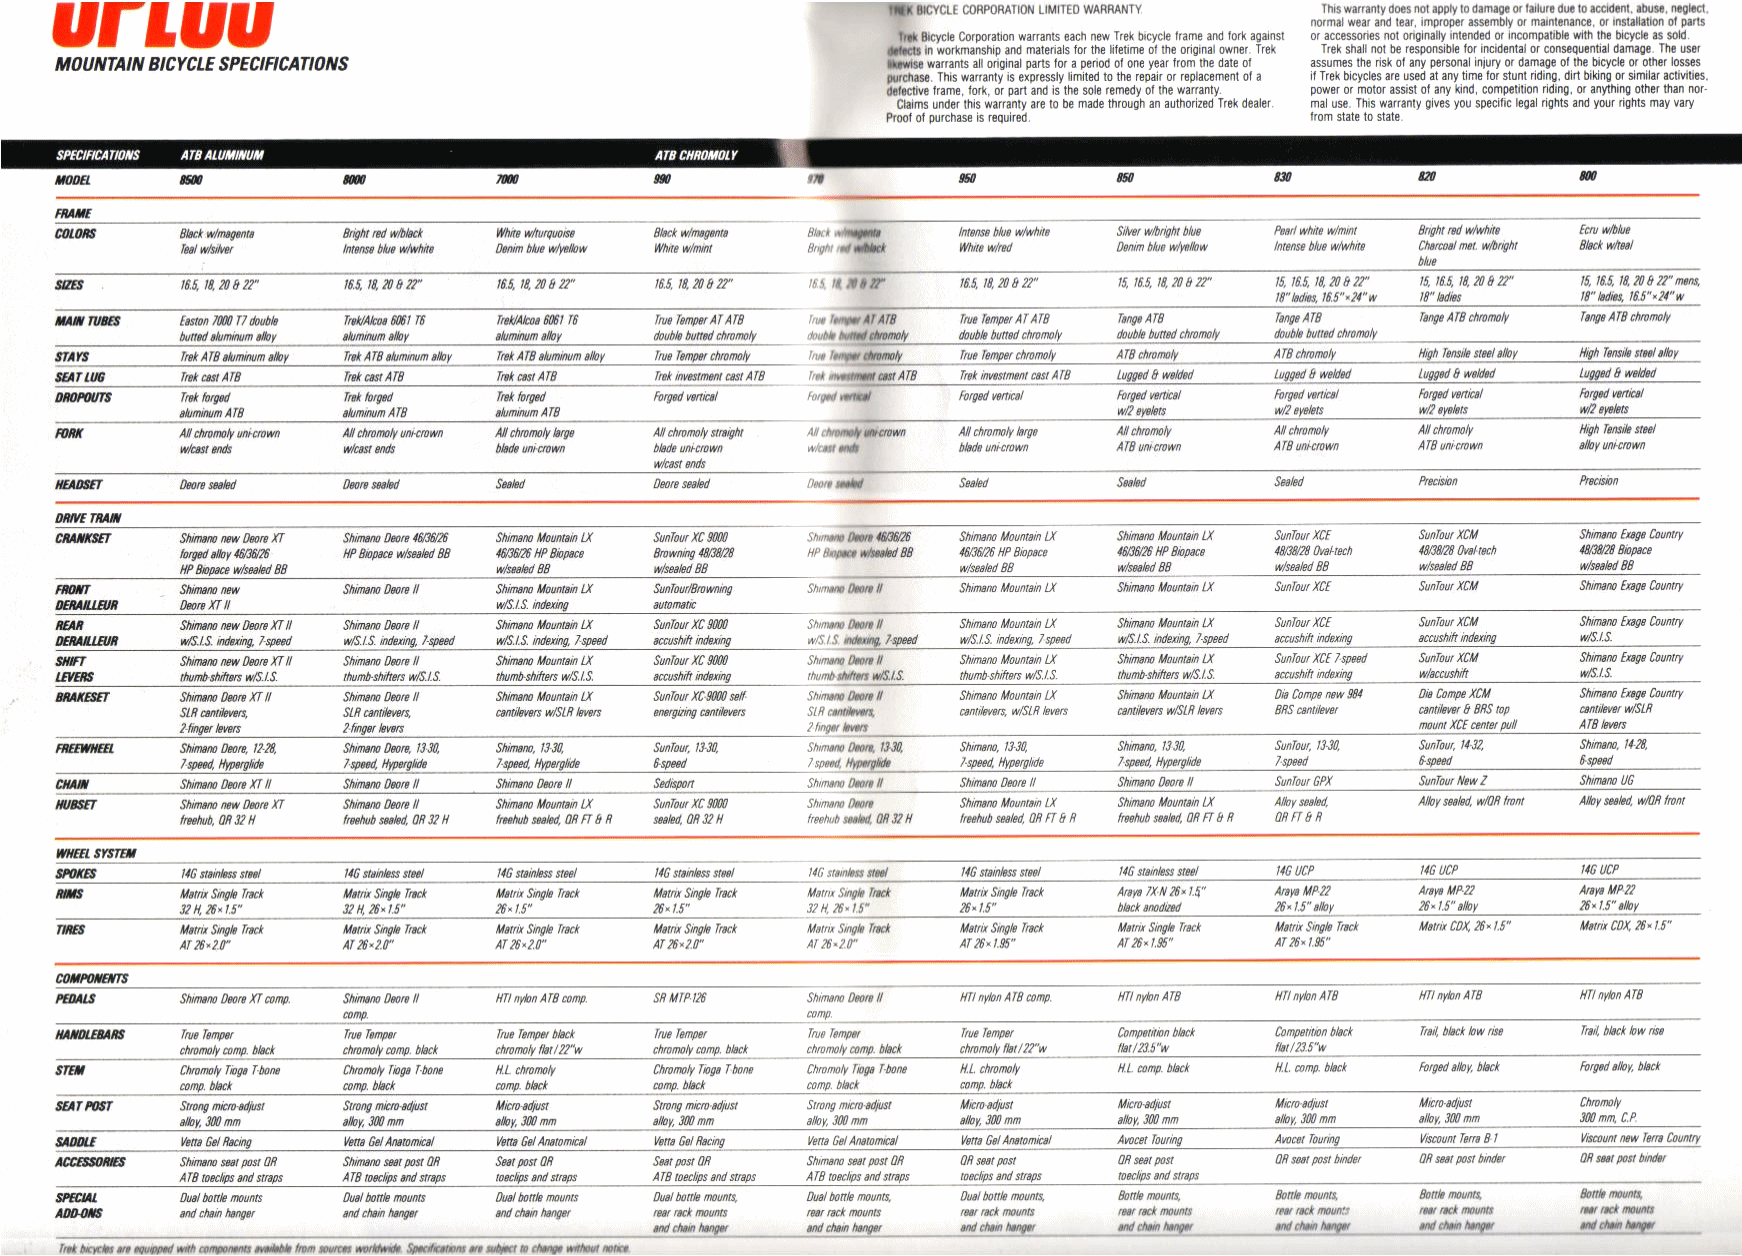 MOUNTAIN BICYCLE SPECIFICATIONS
TREK BICYCLE CORPORATION LIMITED WARRANTY
Trek Bicycle Corporation warrants each new Trek bicycle frame and fork against
defects in workmanship and materials for the lifetime of the original owner. Trek
likewise warrants all original parts for a period of one year from the date of
purchase. This warranty is expressly limited to the repair or replacement of a
defective frame, fork, or part and is the sole remedy of the warranty.
Claims under this warranty are to be made through an authorized Trek dealer.
Proof of purchase is required.
This warranty does not apply to damage or failure due to accident, abuse, neglect,
normal wear and tear, improper assembly or maintenance, or installation of parts
or accessories not originally intended or incompatible with the bicycle as sold.
Trek shall not be responsible for incidental or consequential damage. The user
assumes the risk of any personal injury or damage of the bicycle or other losses
if Trek bicycles are used at any time for stunt riding, dirt biking or similar activities,
power or motor assist of any kind, competition riding, or anything other than nor-
mal use. This warranty gives you specific legal rights and your rights may vary
from state to state.
SPECIFICATIONS ATB ALUMINUM ATB CHROMOLY
MODEL 8500 8000 7000 990 970 950 850 830 820 800
FRAME
COLORS Black w/magenta Bright red w/black White w/turquoise Black w/magenta Black w/magenta Intense blue w/white Silver w/bright blue Pearl white w/mint Bright red w/white Ecru w/blue
Teal w/silver Intense blue w/white Denim blue w/yellow White w/mint Bright red w/black White w/red Denim blue w/yellow Intense blue w/white Charcoal met. w/bright Black w/teal
blue
SIZES 16.5, 18, 20 & 22" 16.5, 18, 20 & 22" 16.5, 18, 20 & 22" 16.5, 18, 20 & 22" 16.5, 18, 20 & 22" 16.5, 18, 20 & 22" 15, 16.5, 18, 20 & 22" 15, 16.5, 18, 20 & 22" 15, 16.5, 18, 20 & 22" 15, 16.5, 18, 20 & 22" mens,
18" ladies, 16.5"×24" w 18" ladies 18" ladies, 16.5"×24" w
MAIN TUBES Easton 7000 T7 double Trek/Alcoa 6061 T6 Trek/Alcoa 6061 T6 True Temper AT ATB True Temper AT ATB True Temper AT ATB Tange ATB Tange ATB Tange ATB chromoly Tange ATB chromoly
butted aluminum alloy aluminum alloy aluminum alloy double butted chromoly double butted chromoly double butted chromoly double butted chromoly double butted chromoly
STAYS Trek ATB aluminum alloy Trek ATB aluminum alloy Trek ATB aluminum alloy True Temper chromoly True Temper chromoly True Temper chromoly ATB chromoly ATB chromoly High Tensile steel alloy High Tensile steel alloy
SEAT LUG Trek cast ATB Trek cast ATB Trek cast ATB Trek investment cast ATB Trek investment cast ATB Trek investment cast ATB Lugged & welded Lugged & welded Lugged & welded Lugged & welded
DROPOUTS Trek forged Trek forged Trek forged Forged vertical Forged vertical Forged vertical Forged vertical Forged vertical Forged vertical Forged vertical
aluminum ATB aluminum ATB aluminum ATB w/2 eyelets w/2 eyelets w/2 eyelets w/2 eyelets
FORK All chromoly uni-crown All chromoly uni-crown All chromoly large All chromoly straight All chromoly uni-crown All chromoly large All chromoly All chromoly All chromoly High Tensile steel
w/cast ends w/cast ends blade uni-crown blade uni-crown w/cast ends blade uni-crown ATB uni-crown ATB uni-crown ATB uni-crown alloy uni-crown
w/cast ends
HEADSET Deore sealed Deore sealed Sealed Deore sealed Deore sealed Sealed Sealed Sealed Precision Precision
DRIVE TRAIN
CRANKSET Shimano new Deore XT Shimano Deore 46/36/26 Shimano Mountain LX SunTour XC 9000 Shimano Deore 46/36/26 Shimano Mountain LX Shimano Mountain LX SunTour XCE SunTour XCM Shimano Exage Country
forged alloy 46/36/26 HP Biopace w/sealed BB 46/36/26 HP Biopace Browning 48/38/28 HP Biopace w/sealed BB 46/36/26 HP Biopace 46/36/26 HP Biopace 48/38/28 Oval-tech 48/38/28 Oval-tech 48/38/28 Biopace
HP Biopace w/sealed BB w/sealed BB w/sealed BB w/sealed BB w/sealed BB w/sealed BB w/sealed BB w/sealed BB
FRONT Shimano new Shimano Deore II Shimano Mountain LX SunTour/Browning Shimano Deore II Shimano Mountain LX Shimano Mountain LX SunTour XCE SunTour XCM Shimano Exage Country
DERAILLEUR Deore XT II w/S.I.S. indexing automatic
REAR Shimano new Deore XT II Shimano Deore II Shimano Mountain LX SunTour XC 9000 Shimano Deore II Shimano Mountain LX Shimano Mountain LX SunTour XCE SunTour XCM Shimano Exage Country
DERAILLEUR w/S.I.S. indexing, 7-speed w/S.I.S. indexing, 7-speed w/S.I.S. indexing, 7-speed accushift indexing w/S.I.S. indexing, 7-speed w/S.I.S. indexing, 7 speed w/S.I.S. indexing, 7-speed accushift indexing accushift indexing w/S.I.S.
SHIFT Shimano new Deore XT II Shimano Deore II Shimano Mountain LX SunTour XC 9000 Shimano Deore II Shimano Mountain LX Shimano Mountain LX SunTour XCE 7-speed SunTour XCM Shimano Exage Country
LEVERS thumb-shifters W/S.I.S. thumb-shifters W/S.I.S. thumb-shifters W/S.I.S. accushift indexing thumb-shifters W/S.I.S. thumb-shifters W/S.I.S. thumb-shifters W/S.I.S. accushift indexing w/accushift w/S.I.S.
BRAKESET Shimano Deore XT II Shimano Deore II Shimano Mountain LX SunTour XC-9000 self- Shimano Deore II Shimano Mountain LX Shimano Mountain LX Dia Compe new 984 Dia Compe XCM Shimano Exage Country
SLR cantilevers, SLR cantilevers, cantilevers w/SLR levers energizing cantilevers SLR cantilevers, cantilevers, w/SLR levers cantilevers w/SLR levers BRS cantilever cantilever & BRS top cantilever w/SLR
2-finger levers 2-finger levers 2-finger levers mount XCE center pull ATB levers
FREEWHEEL Shimano Deore, 12-28, Shimano Deore, 13-30, Shimano, 13-30, SunTour, 13-30, Shimano Deore, 13-30, Shimano, 13-30, Shimano, 13-30, SunTour, 13-30, SunTour, 14-32, Shimano, 14-28,
7-speed, Hyperglide 7-speed, Hyperglide 7-speed, Hyperglide 6-speed 7 speed, Hyperglide 7-speed, Hyperglide 7-speed, Hyperglide 7-speed 6-speed 6-speed
CHAIN Shimano Deore XT II Shimano Deore II Shimano Deore II Sedisport Shimano Deore II Shimano Deore II Shimano Deore II SunTour GPX SunTour New Z Shimano UG
HUBSET Shimano new Deore XT Shimano Deore II Shimano Mountain LX SunTour XC 9000 Shimano Deore Shimano Mountain LX Shimano Mountain LX Alloy sealed, Alloy sealed, w/QR front Alloy sealed, w/QR front
freehub, QR 32 H freehub sealed, QR 32 H freehub sealed, QR FT & R sealed, QR 32 H freehub sealed, QR 32 H freehub sealed, QR FT & R freehub sealed, QR FT & R QR FT & R
WHEEL SYSTEM
SPOKES 14G stainless steel 14G stainless steel 14G stainless steel 14G stainless steel 14G stainless steel 14G stainless steel 14G stainless steel 14G UCP 14G UCP 14G UCP
RIMS Matrix Single Track Matrix Single Track Matrix Single Track Matrix Single Track Matrix Single Track Matrix Single Track Araya 7X-N 26×1.5," Araya MP-22 Araya MP-22 Araya MP-22
32 H, 26×1.5" 32 H, 26×1.5" 26×1.5" 26×1.5" 32 H, 26×1.5" 26×1.5" black anodized 26×1.5" alloy 26×1.5" alloy 26×1.5" alloy
TIRES Matrix Single Track Matrix Single Track Matrix Single Track Matrix Single Track Matrix Single Track Matrix Single Track Matrix Single Track Matrix Single Track Matrix CDX, 26×1.5" Matrix CDX, 26×1.5"
AT 26×2.0" AT 26×2.0" AT 26×2.0" AT 26×2.0" AT 26×2.0" AT 26×1.95" AT 26×1.95" AT 26×1.95"
COMPONENTS
PEDALS Shimano Deore XT comp. Shimano Deore II HTI nylon ATB comp. SR MTP-126 Shimano Deore II HTI nylon ATB comp. HTI nylon ATB HTI nylon ATB HTI nylon ATB HTI nylon ATB
comp. comp.
HANDLEBARS True Temper True Temper True Temper black True Temper True Temper True Temper Competition black Competition black Trail, black low rise Trail, black low rise
chromoly comp. black chromoly comp. black chromoly flat/22"w chromoly comp. black chromoly comp. black chromoly flat/22"w flat/23.5"w flat/23.5"w
STEM Chromoly Tioga T-bone Chromoly Tioga T-bone H.L. chromoly Chromoly Tioga T-bone Chromoly Tioga T-bone H.L. chromoly H.L. comp. black H.L. comp. black Forged alloy, black Forged alloy, black
comp. black comp. black comp. black comp. black comp. black comp. black
SEAT POST Strong micro-adjust Strong micro-adjust Micro-adjust Strong micro-adjust Strong micro-adjust Micro-adjust Micro-adjust Micro-adjust Micro-adjust Chromoly
alloy, 300 mm alloy, 300 mm alloy, 300 mm alloy, 300 mm alloy, 300 mm alloy, 300 mm alloy, 300 mm alloy, 300 mm alloy, 300 mm 300 mm, C.P.
SADDLE Vetta Gel Racing Vetta Gel Anatomical Vetta Gel Anatomical Vetta Gel Racing Vetta Gel Anatomical Vetta Gel Anatomical Avocet Touring Avocet Touring Viscount Terra B-1 Viscount new Terra Country
ACCESSORIES Shimano seat post QR Shimano seat post QR Seat post QR Seat post QR Shimano seat post QR QR seat post QR seat post QR seat post binder QR seat post binder QR seat post binder
ATB toeclips and straps ATB toeclips and straps toeclips and straps ATB toeclips and straps ATB toeclips and straps toeclips and straps toeclips and straps
SPECIAL Dual bottle mounts Dual bottle mounts Dual bottle mounts Dual bottle mounts, Dual bottle mounts, Dual bottle mounts, Bottle mounts, Bottle mounts, Bottle mounts, Bottle mounts,
ADD-ONS and chain hanger and chain hanger and chain hanger rear rack mounts rear rack mounts rear rack mounts rear rack mounts rear rack mounts rear rack mounts rear rack mounts
and chain hanger and chain hanger and chain hanger and chain hanger and chain hanger and chain hanger and chain hanger
Trek bicycles are equipped with components available from sources worldwide. Specifications are subject to change without notice.